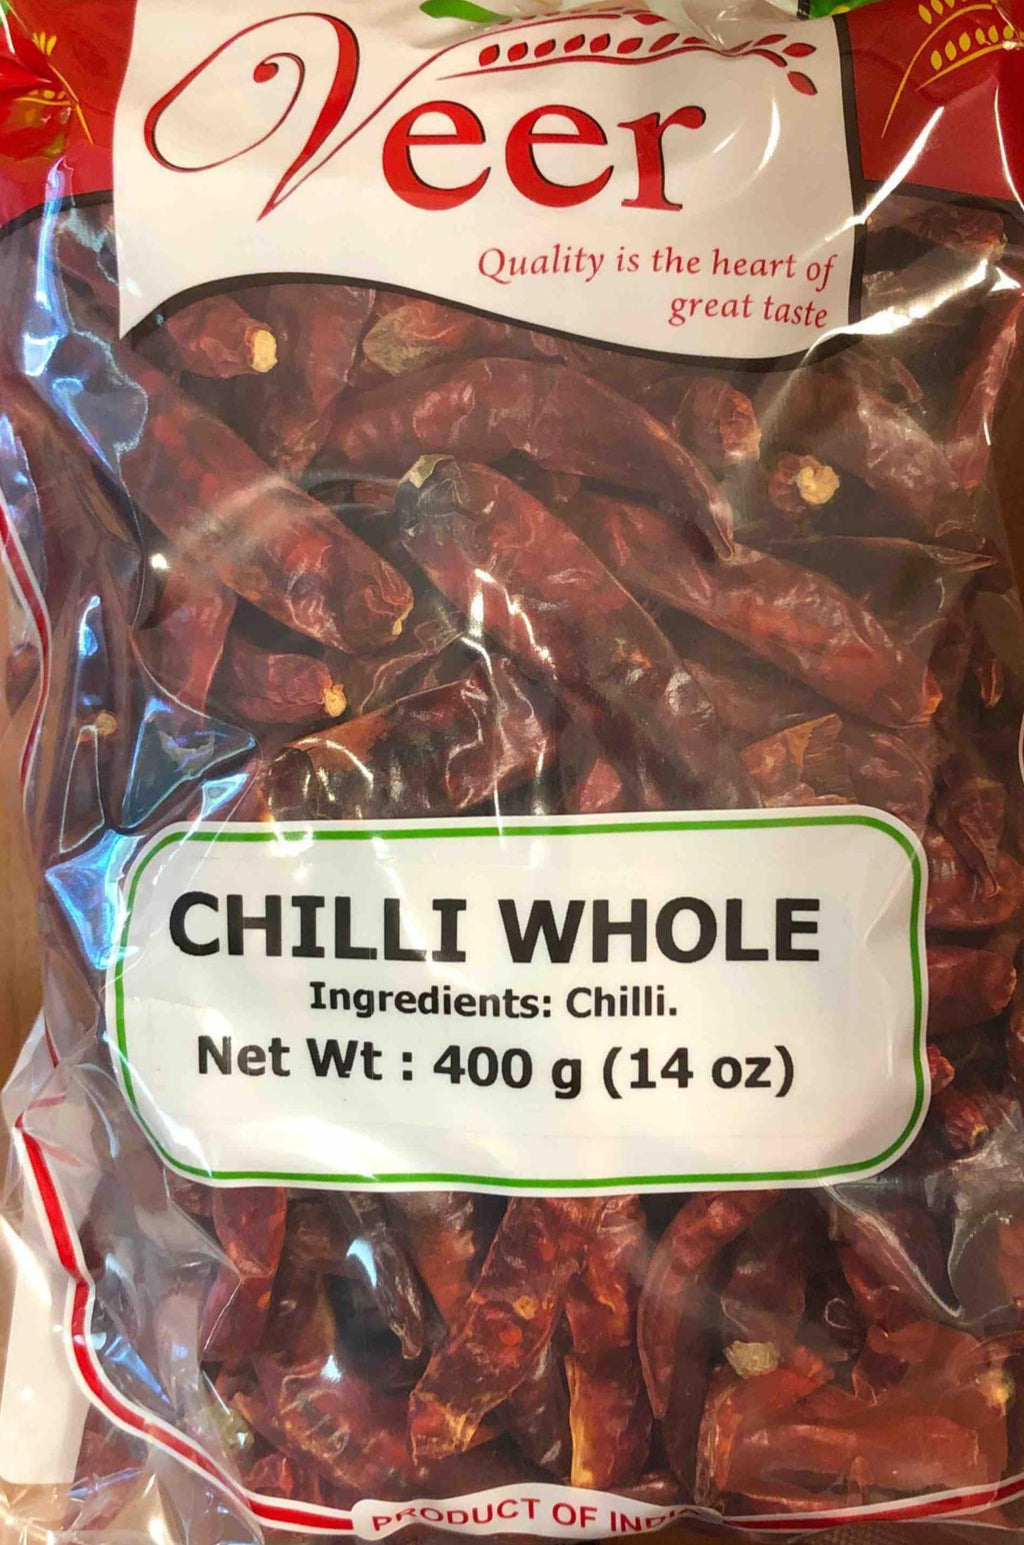 Veer
Quality is the heart of
great taste
CHILLI WHOLE
Ingredients: Chilli.
Net Wt : 400 g (14 oz)
PRODUCT OF INDIA